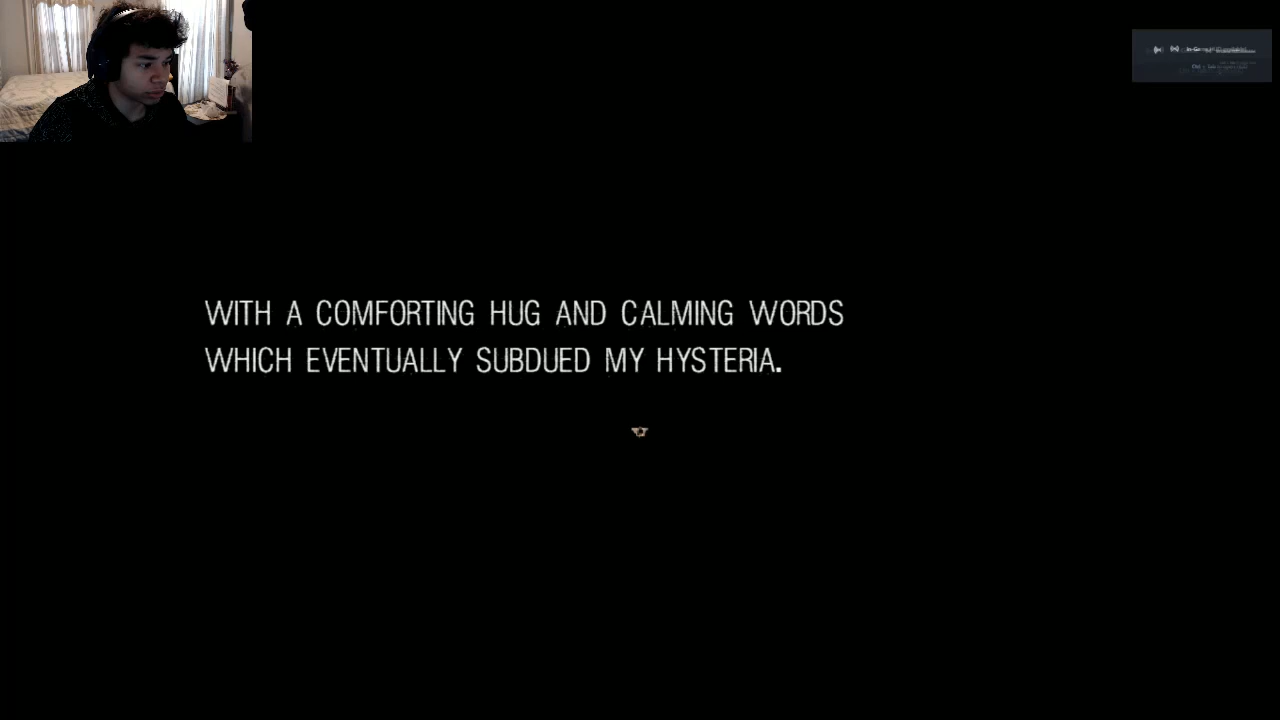 WITH A COMFORTING HUG AND CALMING WORDS
WHICH EVENTUALLY SUBDUED MY HYSTERIA.